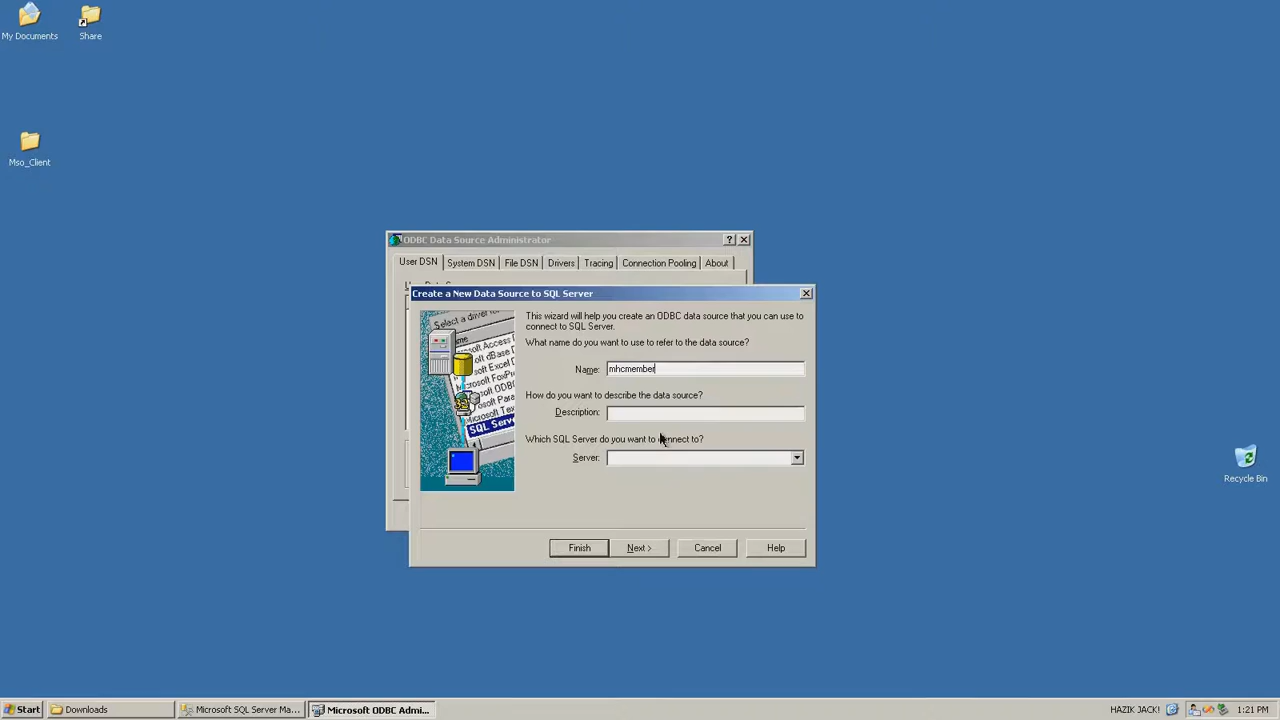 My Documents
Share
Mso_Client
ODBC Data Source Administrator
User DSN
System DSN
File DSN
Drivers
Tracing
Connection Pooling
About
Create a New Data Source to SQL Server
This wizard will help you create an ODBC data source that you can use to
connect to SQL Server.
What name do you want to use to refer to the data source?
Name: mhcmember
How do you want to describe the data source?
Description:
Which SQL Server do you want to connect to?
Server:
Select a driver
SQL Serve
Finish
Next >
Cancel
Help
Recycle Bin
Start
Downloads
Microsoft SQL Server Ma...
Microsoft ODBC Admi...
HAZIK JACK!
1:21 PM